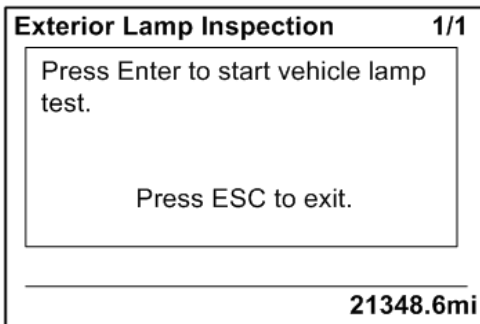 Exterior Lamp Inspection 1/1
Press Enter to start vehicle lamp
test.
Press ESC to exit.
21348.6mi